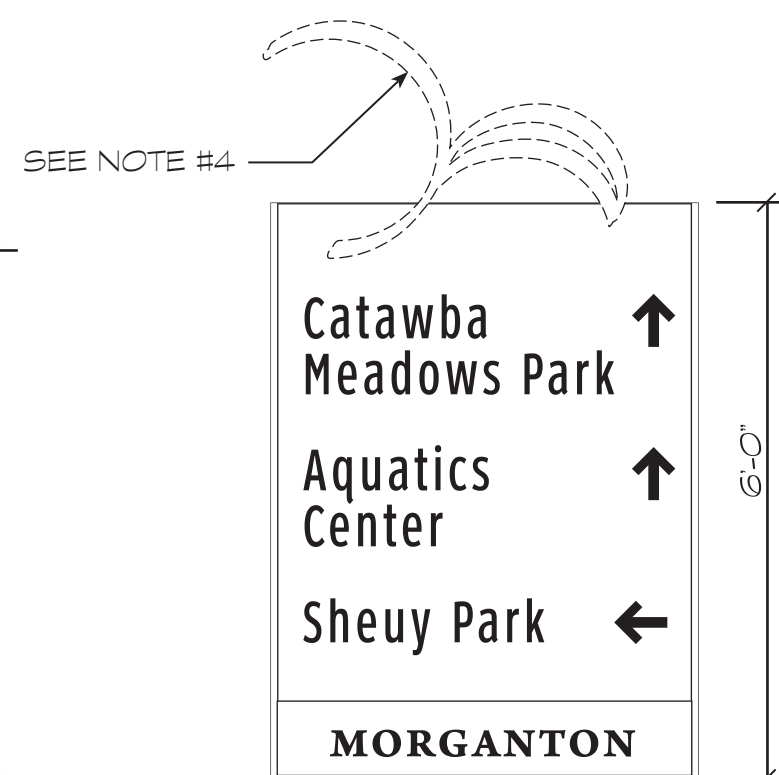 SEE NOTE #4
Catawba
Meadows Park
Aquatics
Center
Sheuy Park
6'-0"
MORGANTON